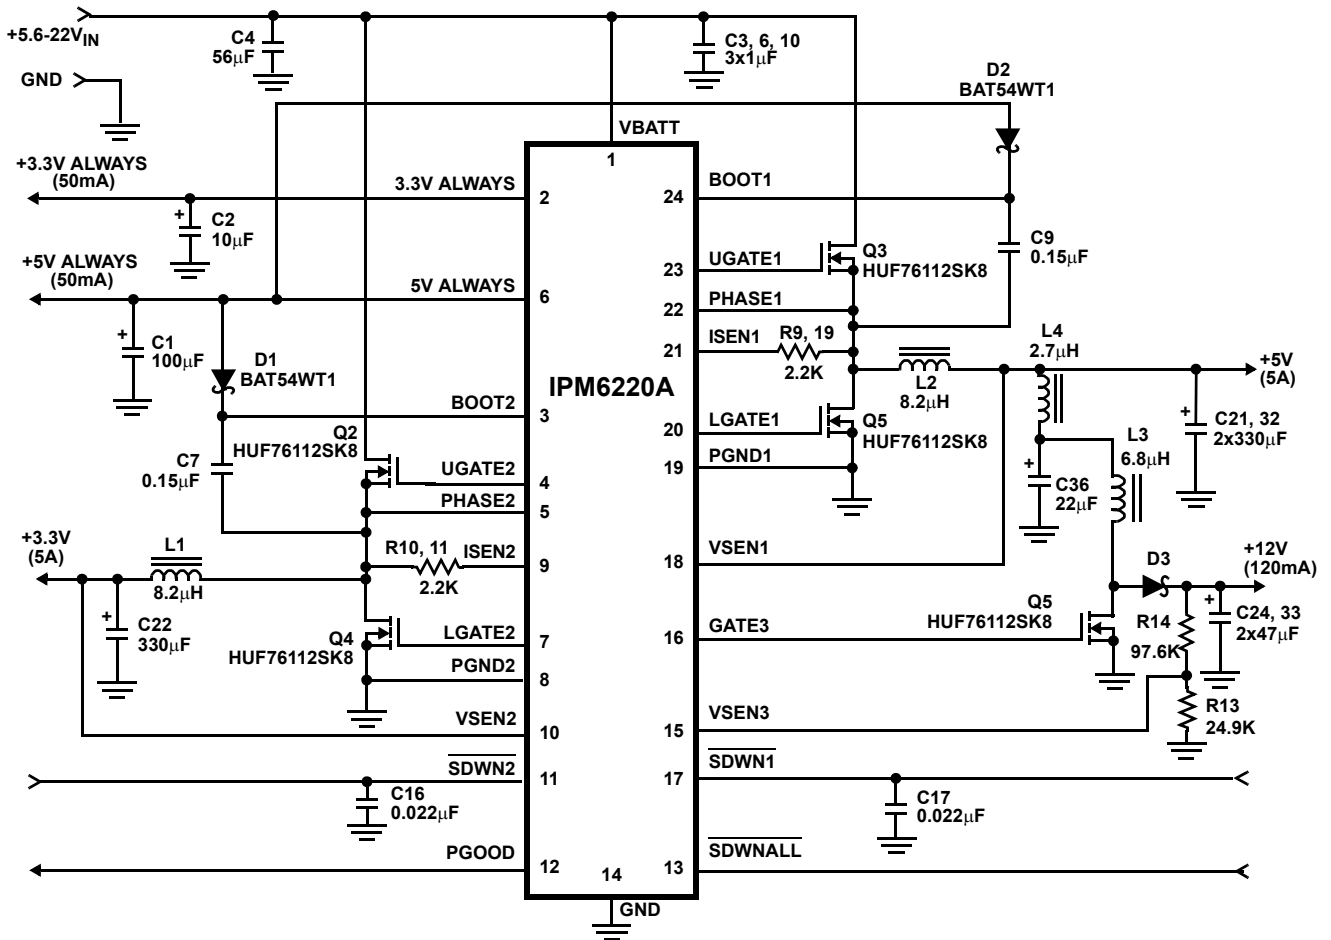 +5.6-22VIN
C4
56μF
C3, 6, 10
3x1μF
GND
D2
BAT54WT1
VBATT
1
+3.3V ALWAYS
(50mA)
3.3V ALWAYS
2
24
BOOT1
C2
10μF
C9
0.15μF
+5V ALWAYS
(50mA)
5V ALWAYS
6
23
UGATE1
Q3
HUF76112SK8
22
PHASE1
C1
100μF
21
ISEN1
R9, 19
2.2K
L4
2.7μH
D1
BAT54WT1
IPM6220A
L2
8.2μH
+5V
(5A)
BOOT2
3
20
LGATE1
Q5
HUF76112SK8
C21, 32
2x330μF
Q2
HUF76112SK8
C7
0.15μF
UGATE2
4
19
PGND1
L3
6.8μH
C36
22μF
PHASE2
5
+3.3V
(5A)
L1
8.2μH
R10, 11
2.2K
ISEN2
9
18
VSEN1
D3
+12V
(120mA)
C22
330μF
Q4
HUF76112SK8
LGATE2
7
16
GATE3
Q5
HUF76112SK8
R14
97.6K
C24, 33
2x47μF
PGND2
8
VSEN2
10
15
VSEN3
R13
24.9K
SDWN2
11
17
SDWN1
C16
0.022μF
C17
0.022μF
PGOOD
12
13
SDWNALL
14
GND